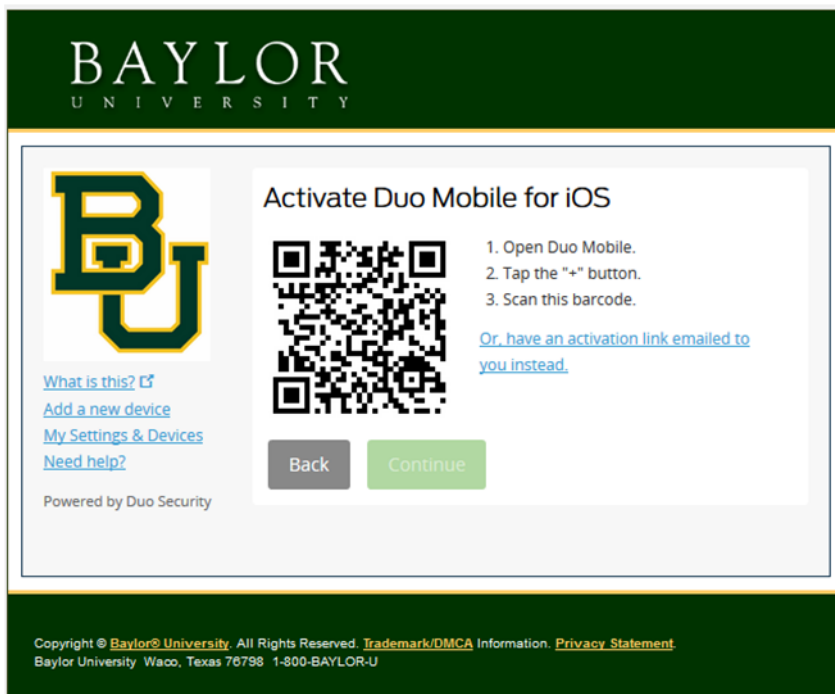 BAYLOR
UNIVERSITY
BU
What is this?
Add a new device
My Settings & Devices
Need help?
Powered by Duo Security
Activate Duo Mobile for iOS
1. Open Duo Mobile.
2. Tap the "+" button.
3. Scan this barcode.
Or, have an activation link emailed to
you instead.
Back
Continue
Copyright © Baylor® University. All Rights Reserved. Trademark/DMCA Information. Privacy Statement.
Baylor University Waco, Texas 76798 1-800-BAYLOR-U